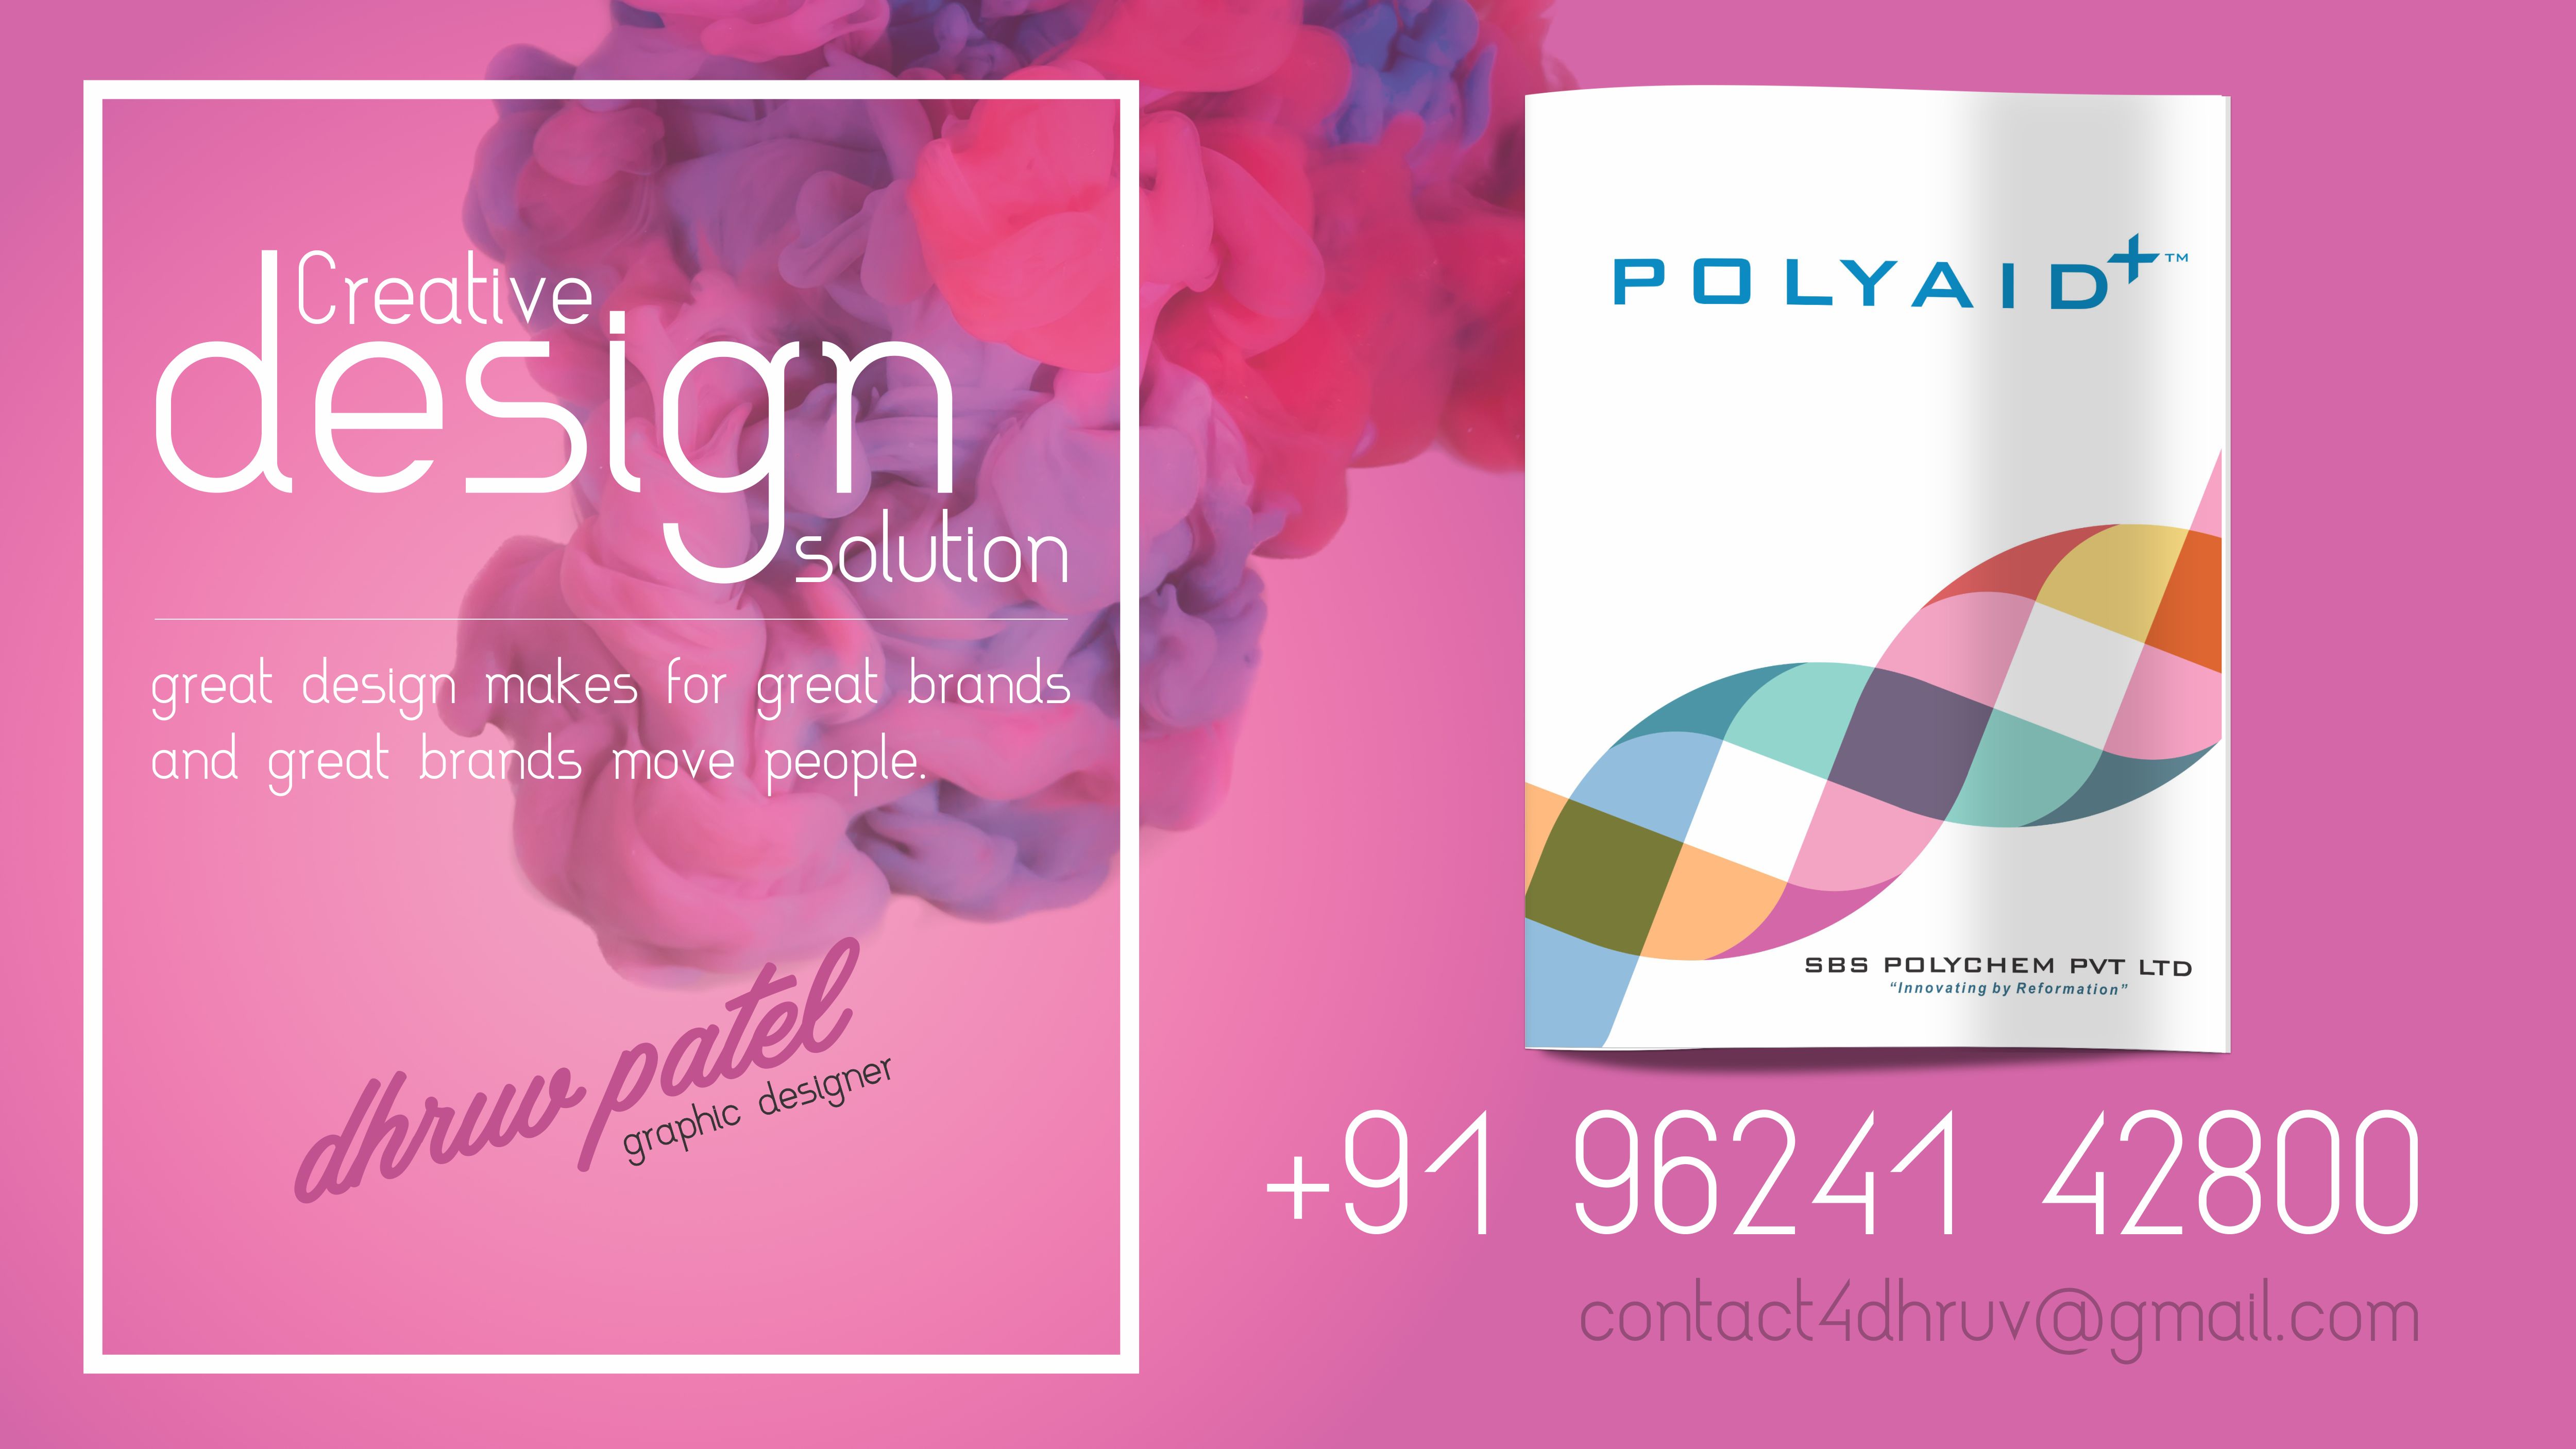 Creative
design
solution
great design makes for great brands
and great brands move people.
dhruv patel
graphic designer
POLYAID+™
SBS POLYCHEM PVT LTD
“Innovating by Reformation”
+91 96241 42800
contact4dhruv@gmail.com